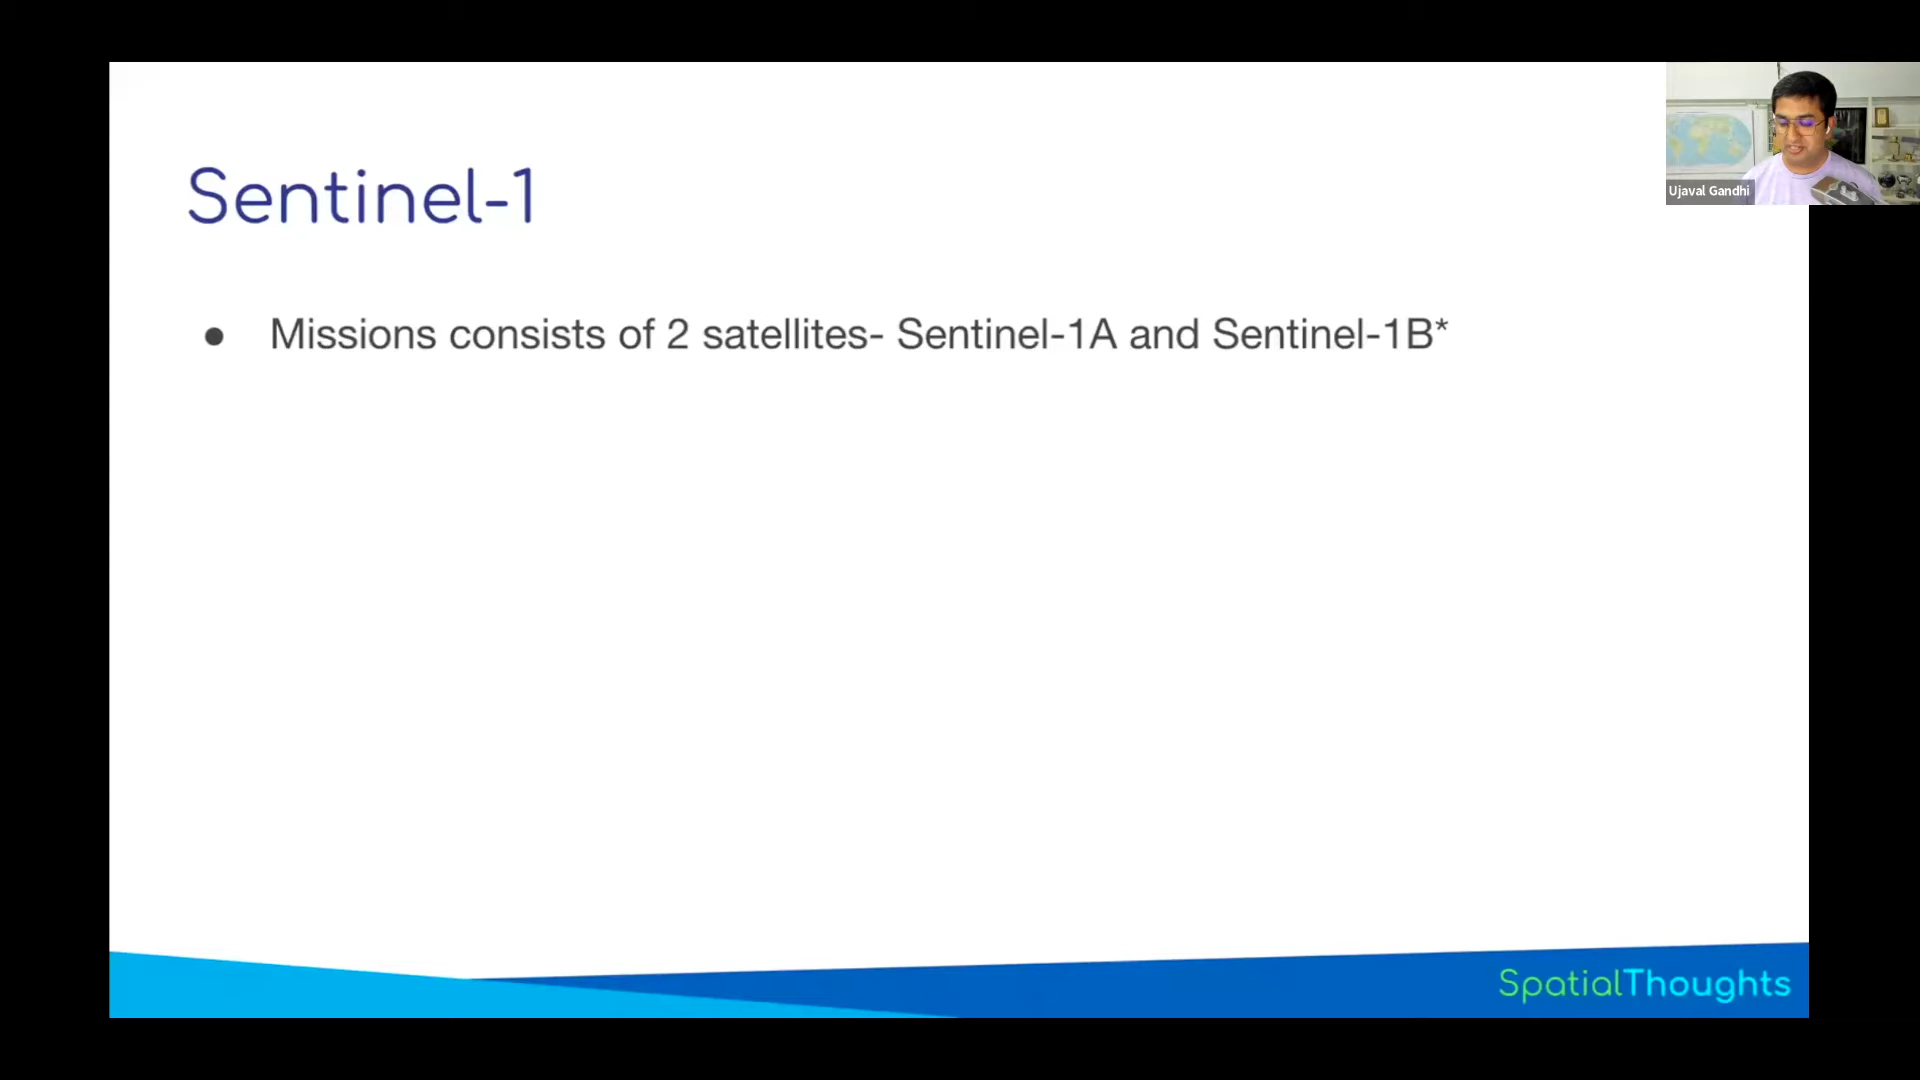 Sentinel-1
● Missions consists of 2 satellites- Sentinel-1A and Sentinel-1B*
Ujaval Gandhi
SpatialThoughts